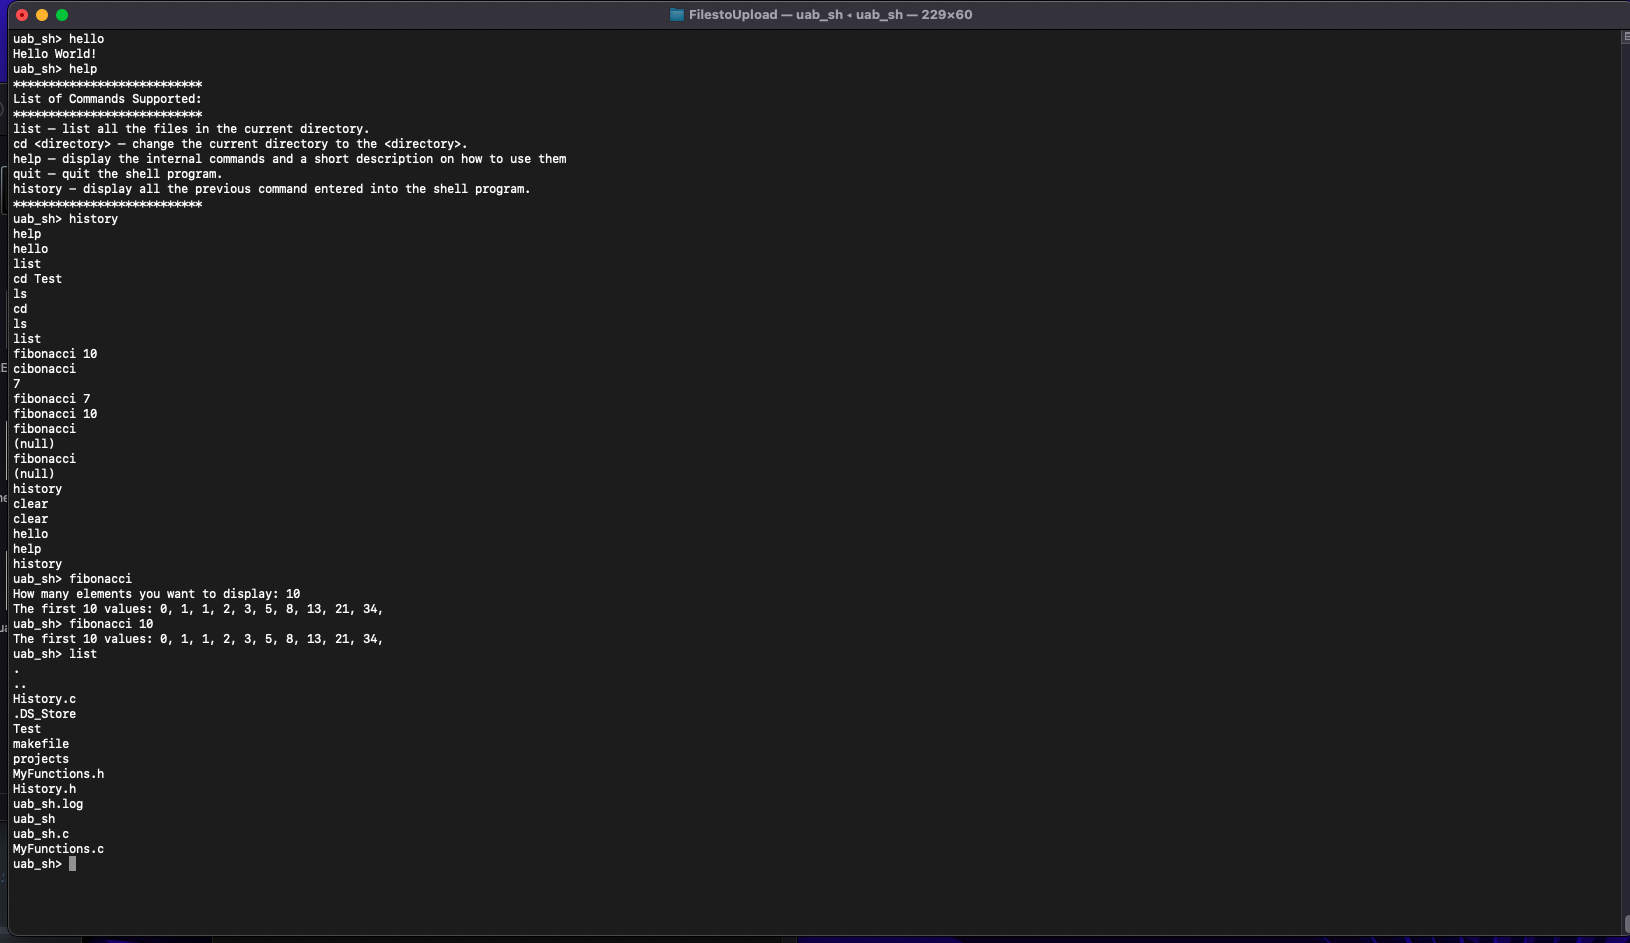 FilestoUpload — uab_sh ◂ uab_sh — 229×60
uab_sh> hello
Hello World!
uab_sh> help
***************************
List of Commands Supported:
***************************
list – list all the files in the current directory.
cd <directory> – change the current directory to the <directory>.
help – display the internal commands and a short description on how to use them
quit – quit the shell program.
history - display all the previous command entered into the shell program.
***************************
uab_sh> history
help
hello
list
cd Test
ls
cd
ls
list
fibonacci 10
cibonacci
7
fibonacci 7
fibonacci 10
fibonacci
(null)
fibonacci
(null)
history
clear
clear
hello
help
history
uab_sh> fibonacci
How many elements you want to display: 10
The first 10 values: 0, 1, 1, 2, 3, 5, 8, 13, 21, 34,
uab_sh> fibonacci 10
The first 10 values: 0, 1, 1, 2, 3, 5, 8, 13, 21, 34,
uab_sh> list
.
..
History.c
.DS_Store
Test
makefile
projects
MyFunctions.h
History.h
uab_sh.log
uab_sh
uab_sh.c
MyFunctions.c
uab_sh>